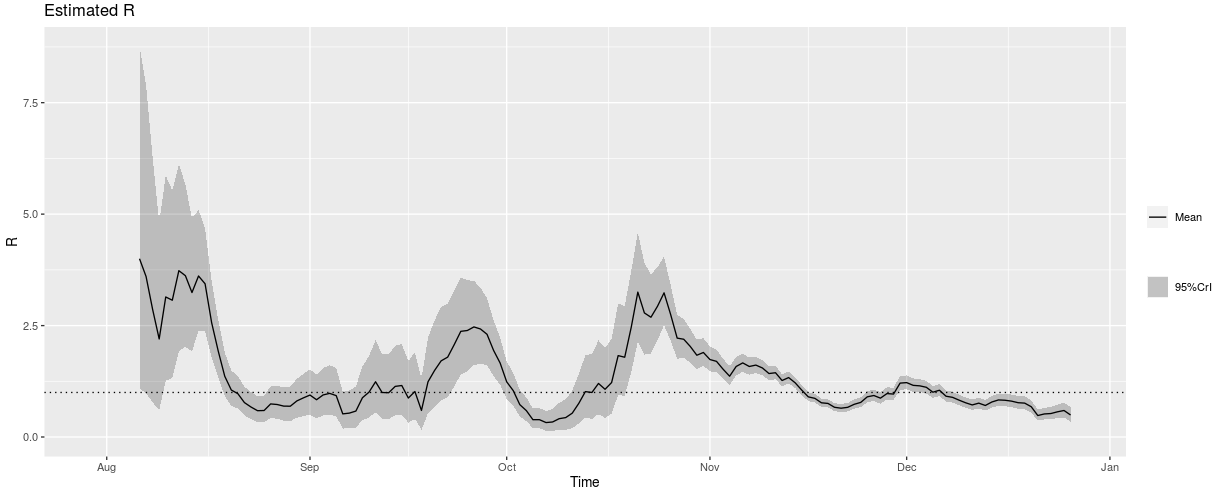 Estimated R
7.5
5.0
2.5
0.0
R
Aug Sep Oct Nov Dec Jan
Time
Mean
95%CrI